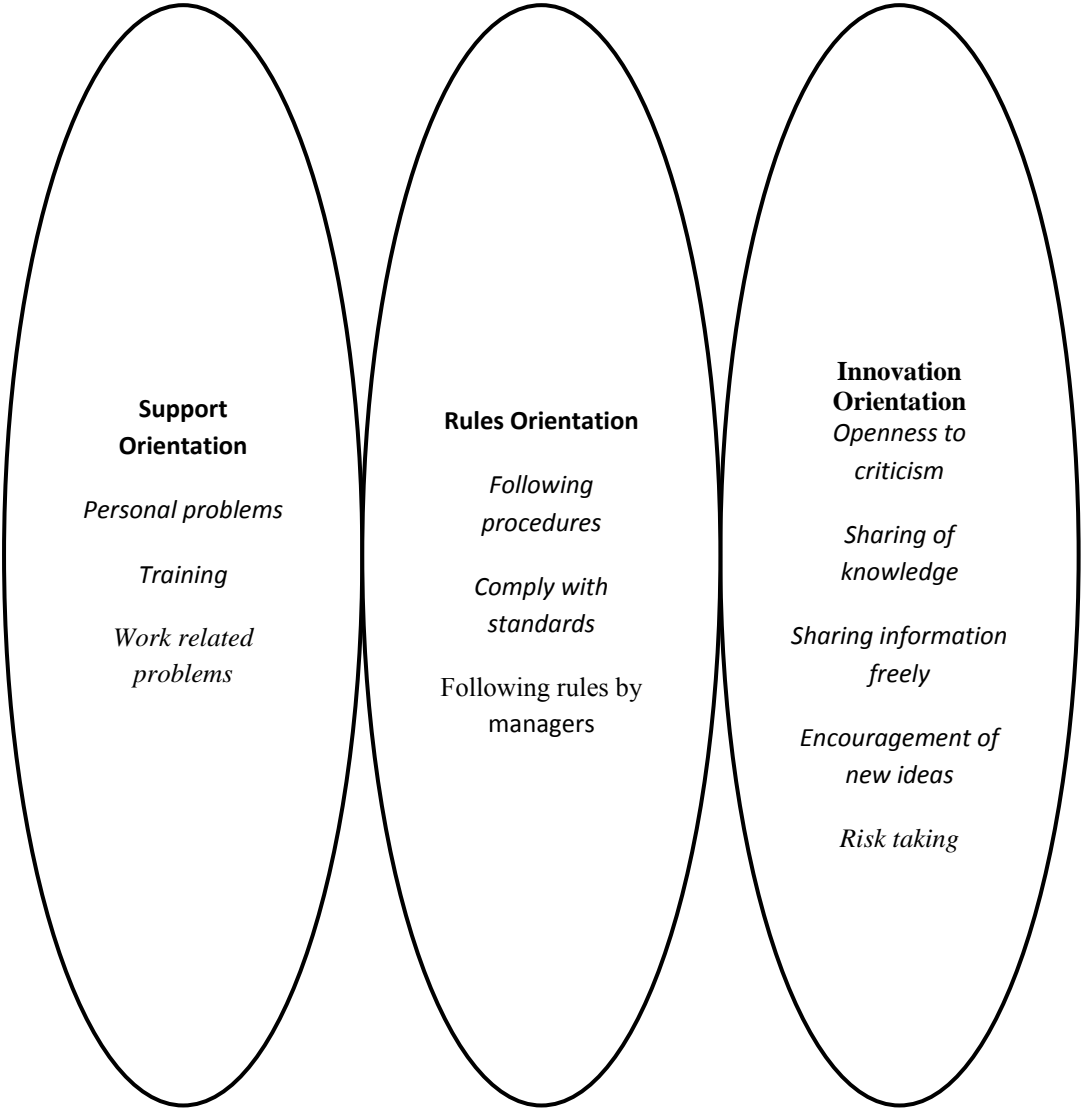 Support
Orientation
Personal problems
Training
Work related
problems
Rules Orientation
Following
procedures
Comply with
standards
Following rules by
managers
Innovation
Orientation
Openness to
criticism
Sharing of
knowledge
Sharing information
freely
Encouragement of
new ideas
Risk taking